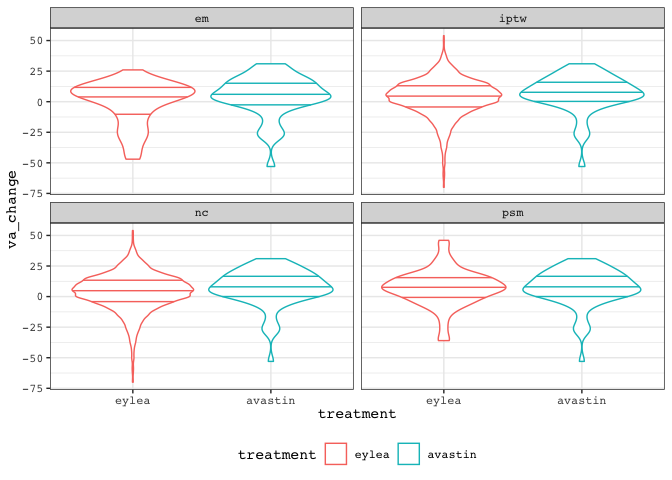 em
iptw
50
25
0
−25
−50
−75
nc
psm
50
25
0
−25
−50
−75
va_change
eylea
avastin
eylea
avastin
treatment
treatment eylea avastin